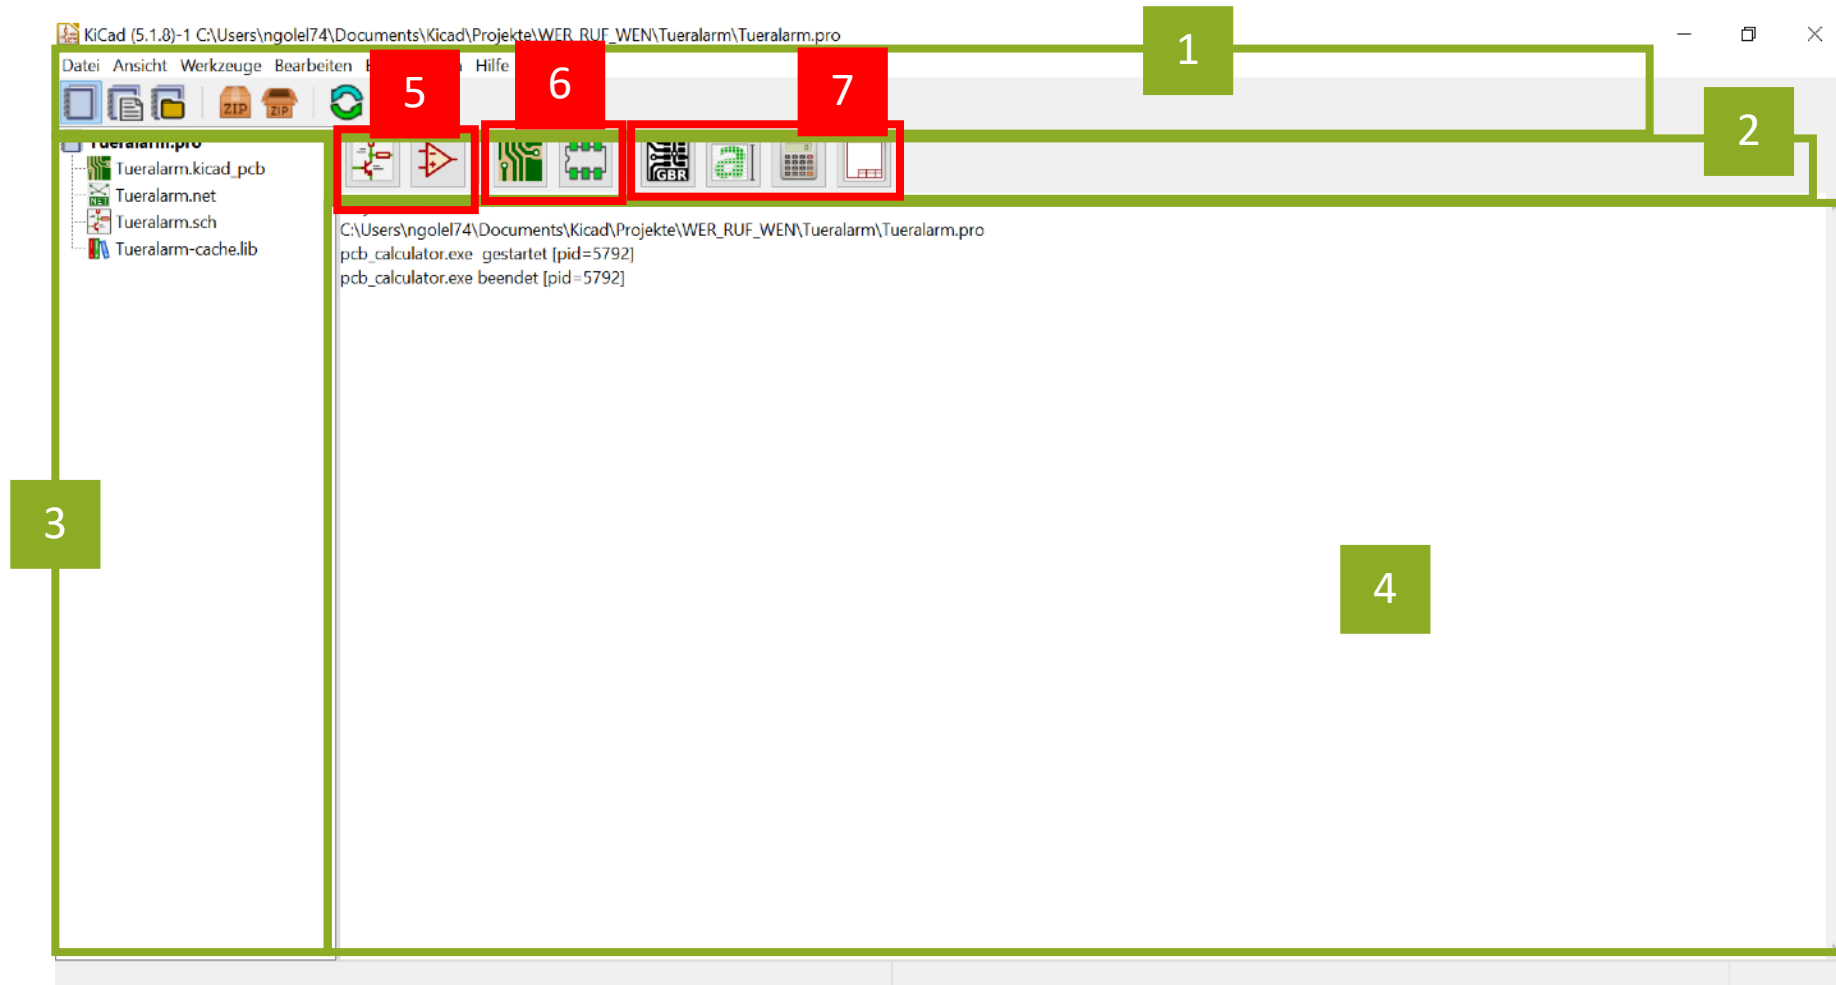 KiCad (5.1.8)-1 C:\Users\ngolel74\Documents\Kicad\Projekte\WER_RUF_WEN\Tueralarm\Tueralarm.pro
1
Datei Ansicht Werkzeuge Bearbeiten Hilfe
5
6
7
ZIP
ZIP
2
Tueralarm.pro
GBR
a
Tueralarm.kicad_pcb
NET
Tueralarm.net
Tueralarm.sch
Tueralarm-cache.lib
C:\Users\ngolel74\Documents\Kicad\Projekte\WER_RUF_WEN\Tueralarm\Tueralarm.pro
pcb_calculator.exe gestartet [pid=5792]
pcb_calculator.exe beendet [pid=5792]
3
4